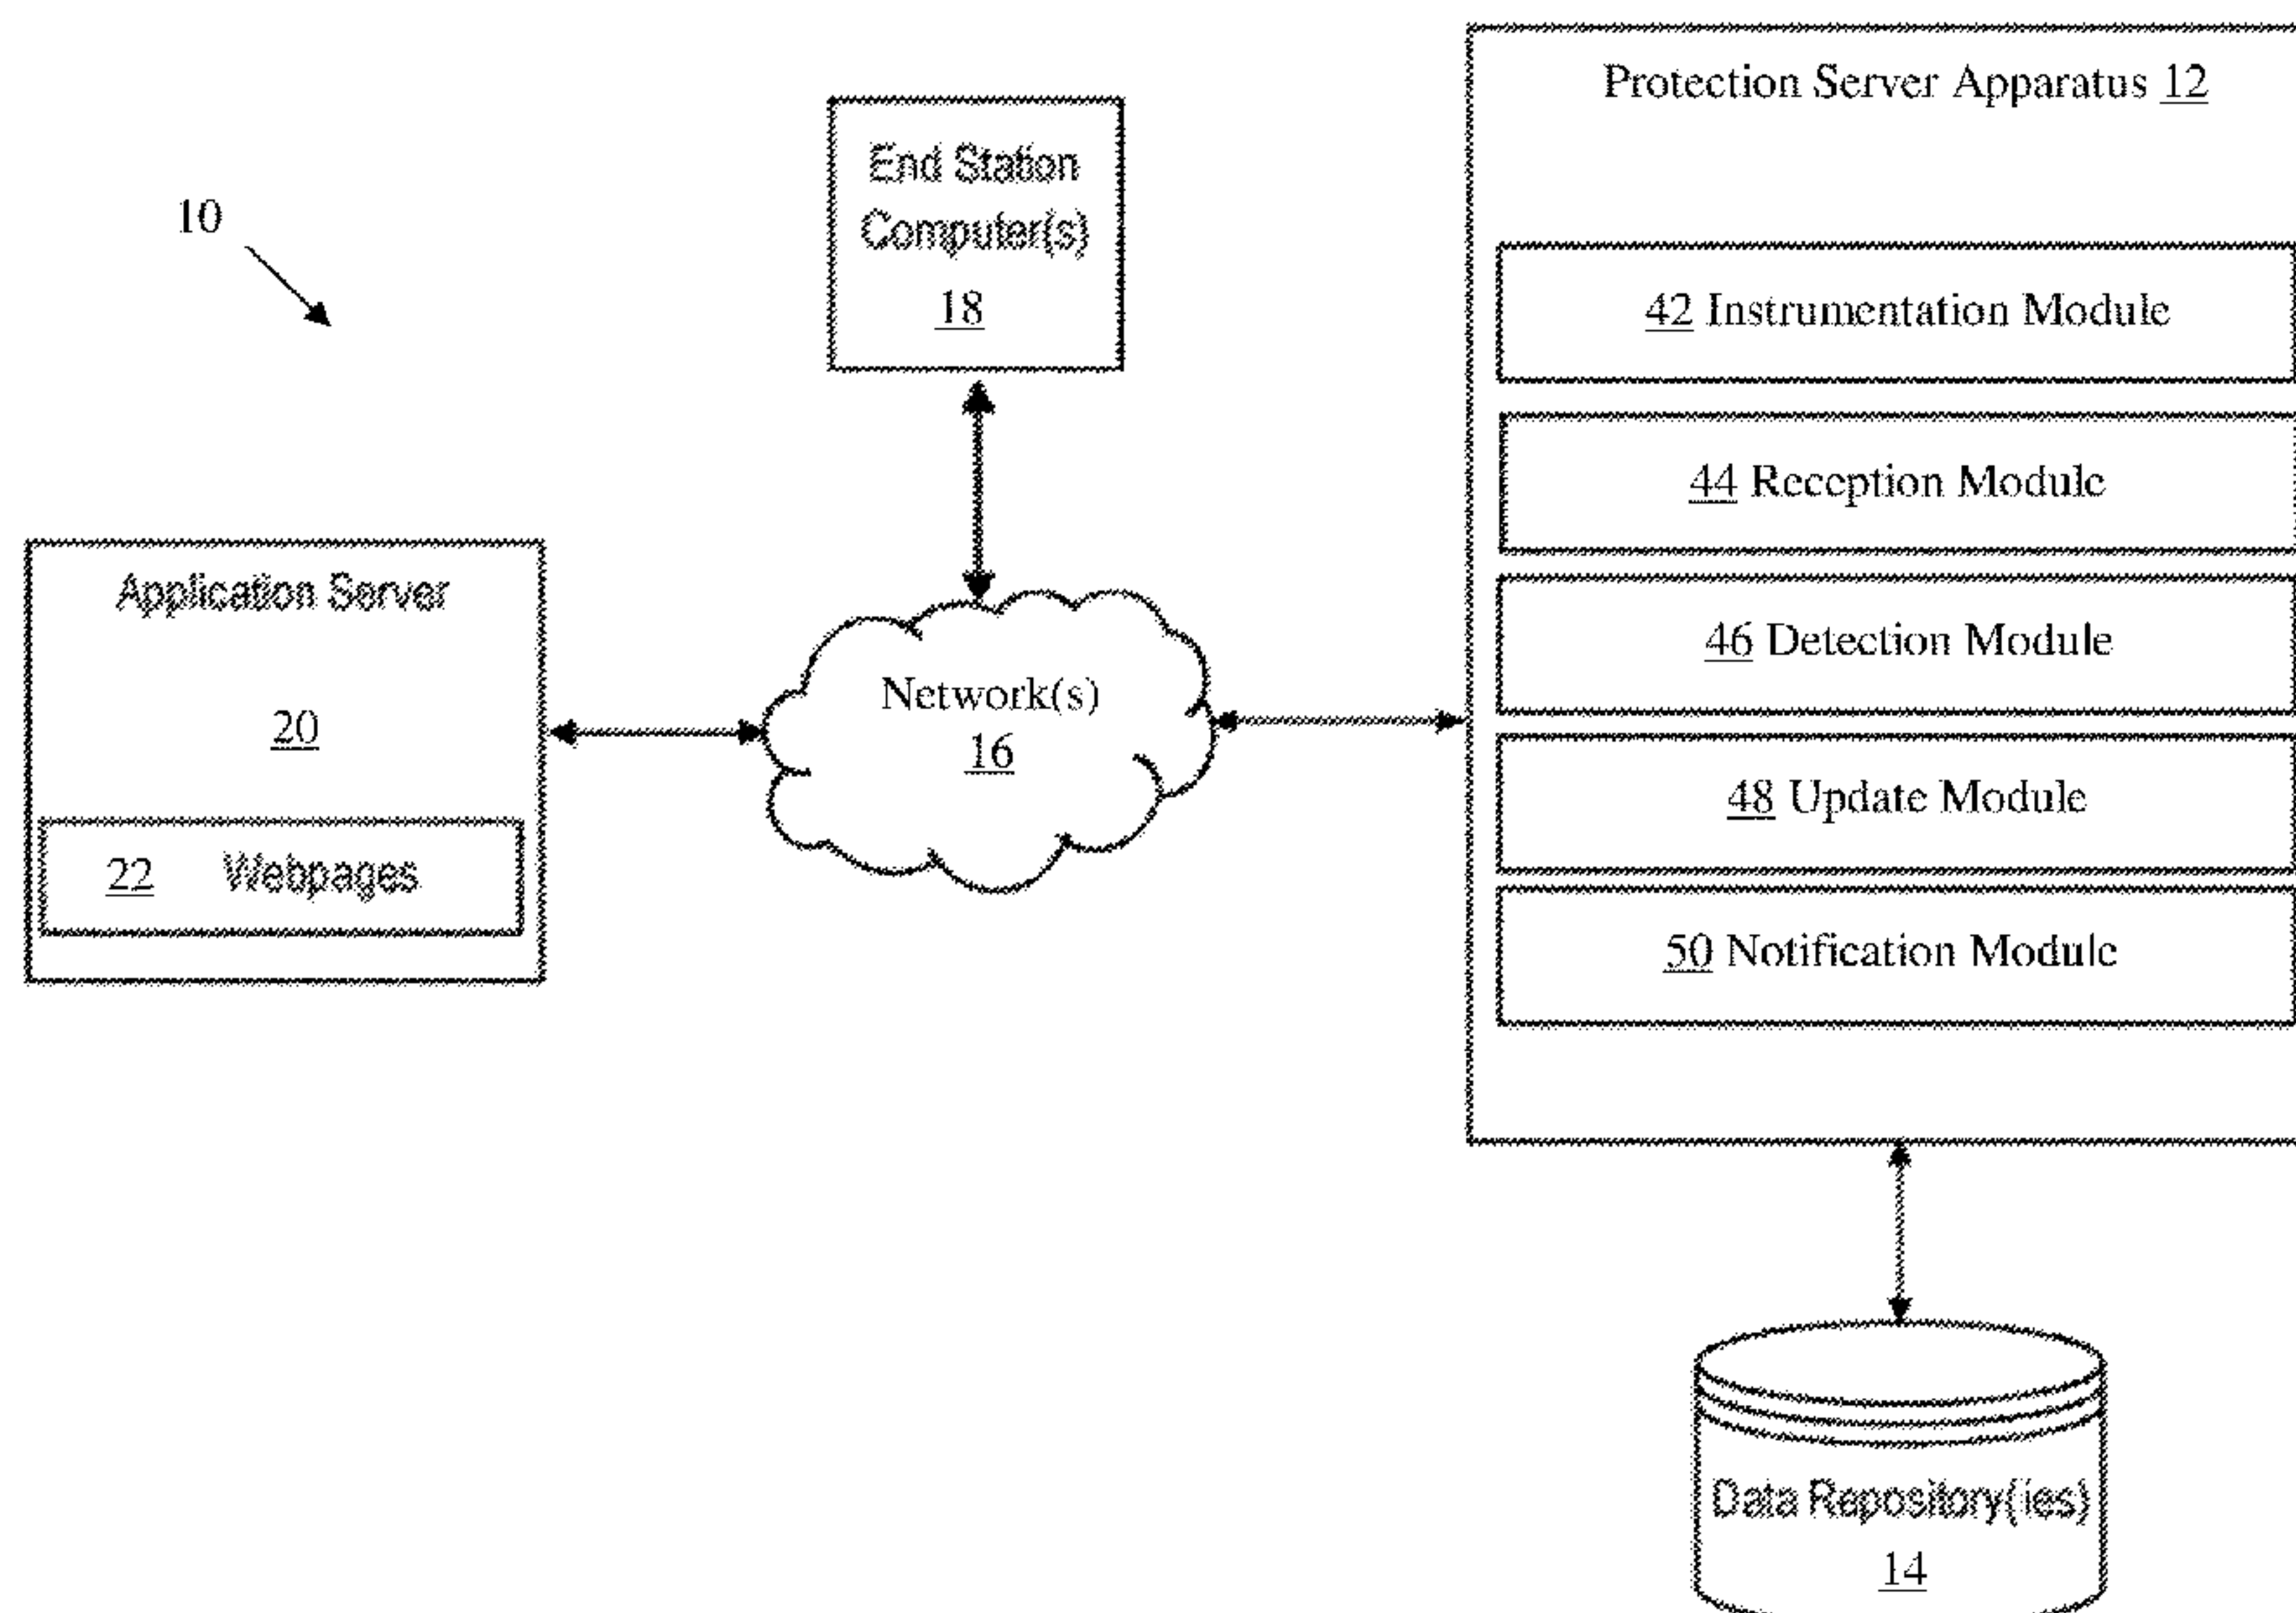 Protection Server Apparatus 12
End Station
Computer(s)
18
10
42 Instrumentation Module
44 Reception Module
Application Server
46 Detection Module
Network(s)
16
20
48 Update Module
22 Webpages
50 Notification Module
Data Repository(ies)
14